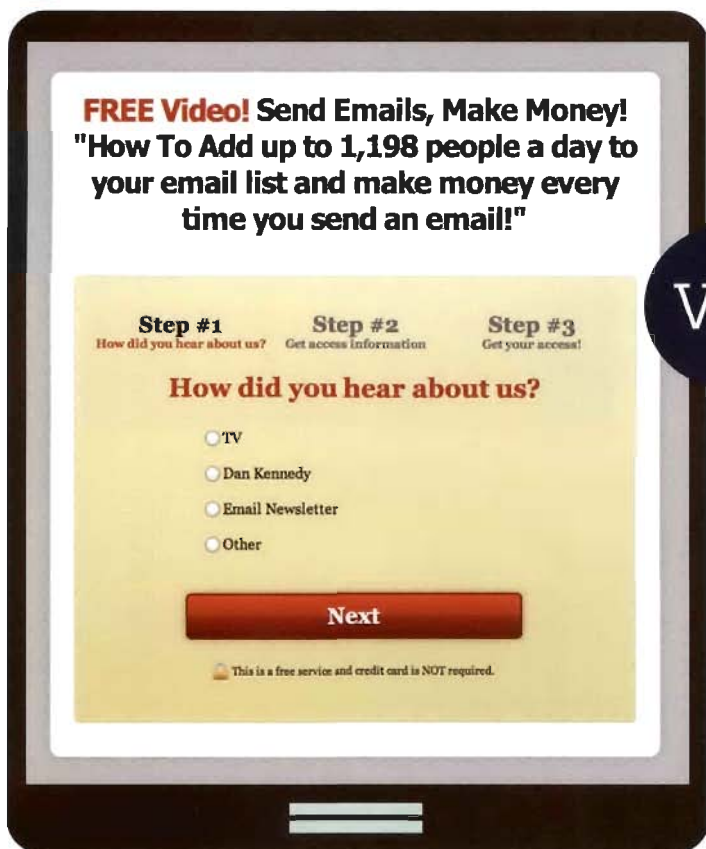 FREE Video! Send Emails, Make Money!
"How To Add up to 1,198 people a day to
your email list and make money every
time you send an email!"
V
Step #1 Step #2 Step #3
How did you hear about us? Get access information Get your access!
How did you hear about us?
TV
Dan Kennedy
Email Newsletter
Other
Next
This is a free service and credit card is NOT required.